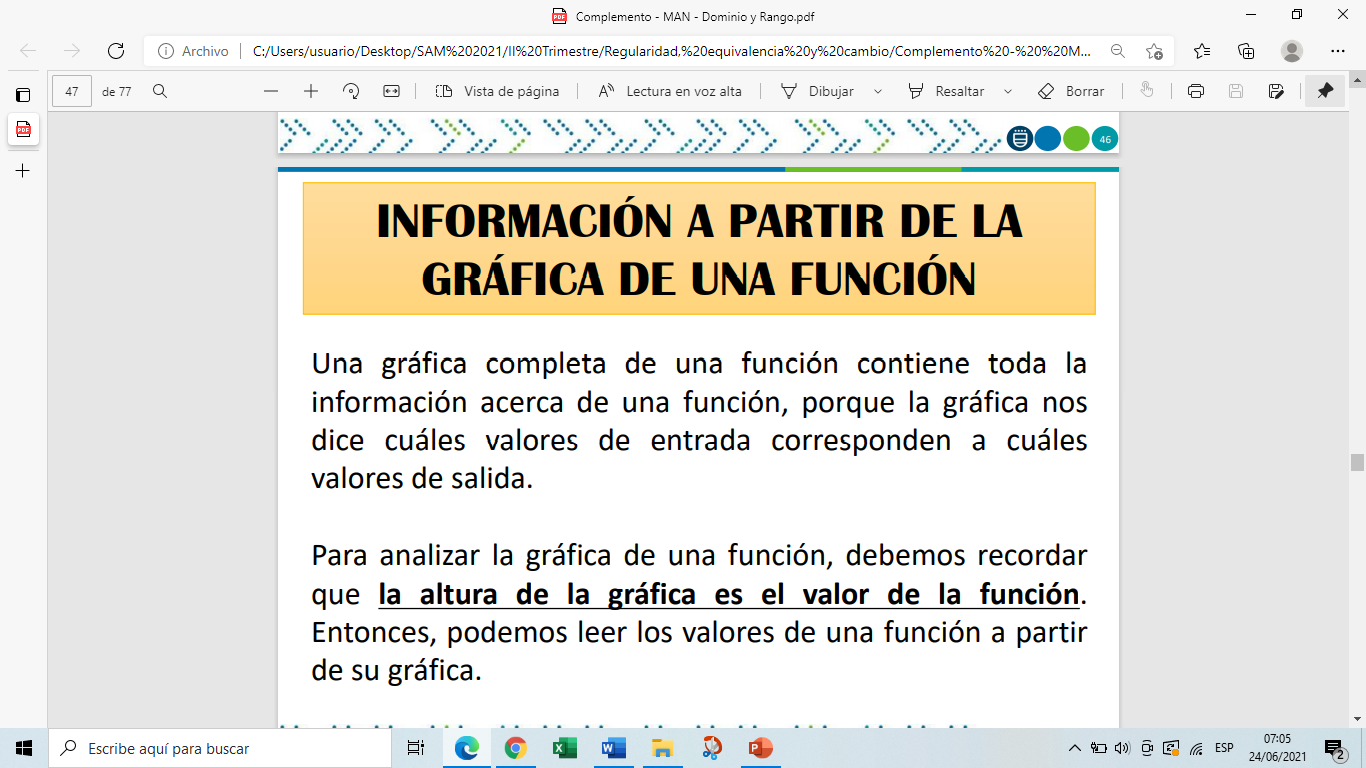 Complemento - MAN - Dominio y Rango.pdf
Archivo C:/Users/usuario/Desktop/SAM%202021/II%20Trimestre/Regularidad,%20equivalencia%20y%20cambio/Complemento%20-%20%20M...
47 de 77 Vista de página Lectura en voz alta Dibujar Resaltar Borrar
46
INFORMACIÓN A PARTIR DE LA
GRÁFICA DE UNA FUNCIÓN
Una gráfica completa de una función contiene toda la
información acerca de una función, porque la gráfica nos
dice cuáles valores de entrada corresponden a cuáles
valores de salida.
Para analizar la gráfica de una función, debemos recordar
que la altura de la gráfica es el valor de la función.
Entonces, podemos leer los valores de una función a partir
de su gráfica.
Escribe aquí para buscar
ESP
07:05
24/06/2021
2